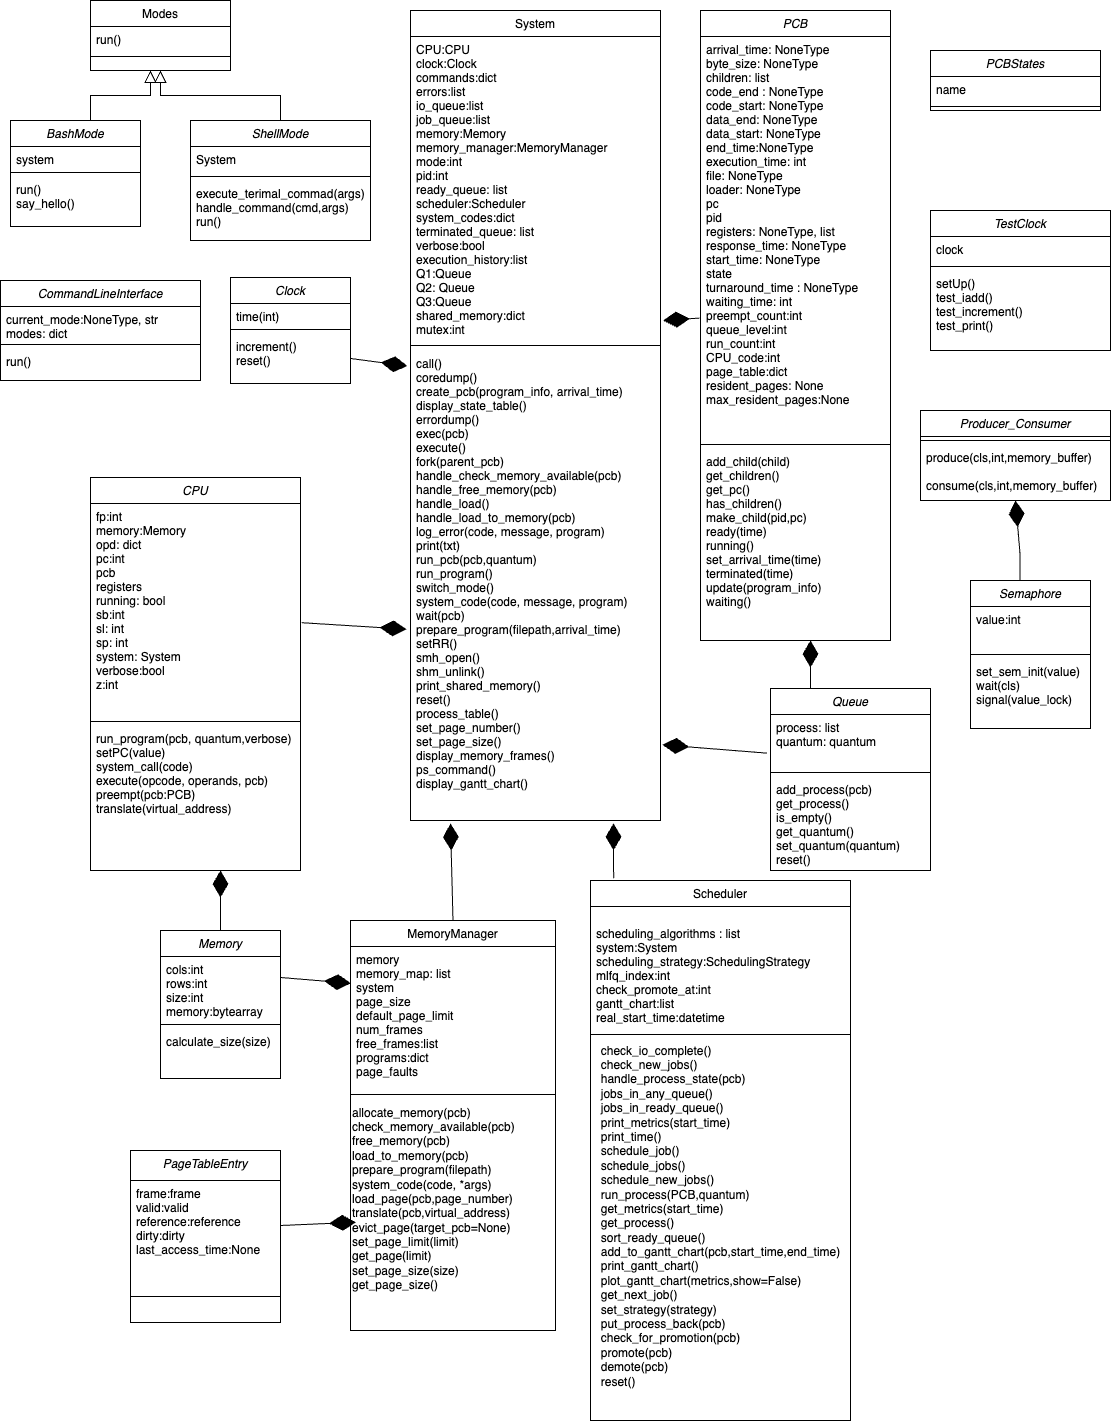 Modes
run()
BashMode
system
run()
say_hello()
ShellMode
System
execute_terimal_commad(args)
handle_command(cmd,args)
run()
CommandLineInterface
current_mode:NoneType, str
modes: dict
run()
Clock
time(int)
increment()
reset()
System
CPU:CPU
clock:Clock
commands:dict
errors:list
io_queue:list
job_queue:list
memory:Memory
memory_manager:MemoryManager
mode:int
pid:int
ready_queue: list
scheduler:Scheduler
system_codes:dict
terminated_queue: list
verbose:bool
execution_history:list
Q1:Queue
Q2: Queue
Q3:Queue
shared_memory:dict
mutex:int
call()
coredump()
create_pcb(program_info, arrival_time)
display_state_table()
errordump()
exec(pcb)
execute()
fork(parent_pcb)
handle_check_memory_available(pcb)
handle_free_memory(pcb)
handle_load()
handle_load_to_memory(pcb)
log_error(code, message, program)
print(txt)
run_pcb(pcb,quantum)
run_program()
switch_mode()
system_code(code, message, program)
wait(pcb)
prepare_program(filepath,arrival_time)
setRR()
smh_open()
shm_unlink()
print_shared_memory()
reset()
process_table()
set_page_number()
set_page_size()
display_memory_frames()
ps_command()
display_gantt_chart()
PCB
arrival_time: NoneType
byte_size: NoneType
children: list
code_end : NoneType
code_start: NoneType
data_end: NoneType
data_start: NoneType
end_time:NoneType
execution_time: int
file: NoneType
loader: NoneType
pc
pid
registers: NoneType, list
response_time: NoneType
start_time: NoneType
state
turnaround_time : NoneType
waiting_time: int
preempt_count:int
queue_level:int
run_count:int
CPU_code:int
page_table:dict
resident_pages: None
max_resident_pages:None
add_child(child)
get_children()
get_pc()
has_children()
make_child(pid,pc)
ready(time)
running()
set_arrival_time(time)
terminated(time)
update(program_info)
waiting()
PCBStates
name
TestClock
clock
setUp()
test_iadd()
test_increment()
test_print()
Producer_Consumer
produce(cls,int,memory_buffer)
consume(cls,int,memory_buffer)
Semaphore
value:int
set_sem_init(value)
wait(cls)
signal(value_lock)
CPU
fp:int
memory:Memory
opd: dict
pc:int
pcb
registers
running: bool
sb:int
sl: int
sp: int
system: System
verbose:bool
z:int
run_program(pcb, quantum,verbose)
setPC(value)
system_call(code)
execute(opcode, operands, pcb)
preempt(pcb:PCB)
translate(virtual_address)
Queue
process: list
quantum: quantum
add_process(pcb)
get_process()
is_empty()
get_quantum()
set_quantum(quantum)
reset()
Memory
cols:int
rows:int
size:int
memory:bytearray
calculate_size(size)
MemoryManager
memory
memory_map: list
system
page_size
default_page_limit
num_frames
free_frames:list
programs:dict
page_faults
allocate_memory(pcb)
check_memory_available(pcb)
free_memory(pcb)
load_to_memory(pcb)
prepare_program(filepath)
system_code(code, *args)
load_page(pcb,page_number)
translate(pcb,virtual_address)
evict_page(target_pcb=None)
set_page_limit(limit)
get_page(limit)
set_page_size(size)
get_page_size()
PageTableEntry
frame:frame
valid:valid
reference:reference
dirty:dirty
last_access_time:None
Scheduler
scheduling_algorithms : list
system:System
scheduling_strategy:SchedulingStrategy
mlfq_index:int
check_promote_at:int
gantt_chart:list
real_start_time:datetime
check_io_complete()
check_new_jobs()
handle_process_state(pcb)
jobs_in_any_queue()
jobs_in_ready_queue()
print_metrics(start_time)
print_time()
schedule_job()
schedule_jobs()
schedule_new_jobs()
run_process(PCB,quantum)
get_metrics(start_time)
get_process()
sort_ready_queue()
add_to_gantt_chart(pcb,start_time,end_time)
print_gantt_chart()
plot_gantt_chart(metrics,show=False)
get_next_job()
set_strategy(strategy)
put_process_back(pcb)
check_for_promotion(pcb)
promote(pcb)
demote(pcb)
reset()